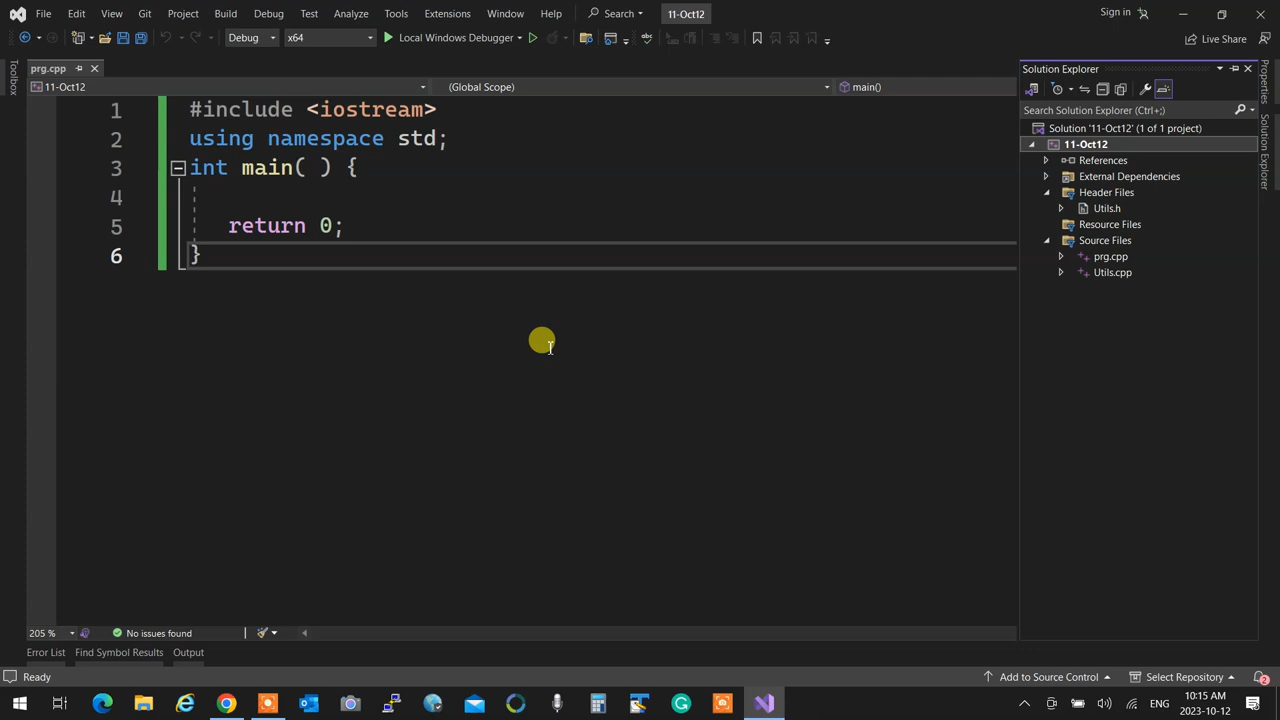 File Edit View Git Project Build Debug Test Analyze Tools Extensions Window Help Search 11-Oct12 Sign in
Debug x64 Local Windows Debugger Live Share
Toolbox
prg.cpp
11-Oct12 (Global Scope) main()
1 #include <iostream>
2 using namespace std;
3 int main( ) {
4
5 return 0;
6 }
205 % No issues found
Error List Find Symbol Results Output
Solution Explorer
Search Solution Explorer (Ctrl+;)
Solution '11-Oct12' (1 of 1 project)
11-Oct12
References
External Dependencies
Header Files
Utils.h
Resource Files
Source Files
prg.cpp
Utils.cpp
Properties
Solution Explorer
Ready Add to Source Control Select Repository 2
ENG 10:15 AM
2023-10-12